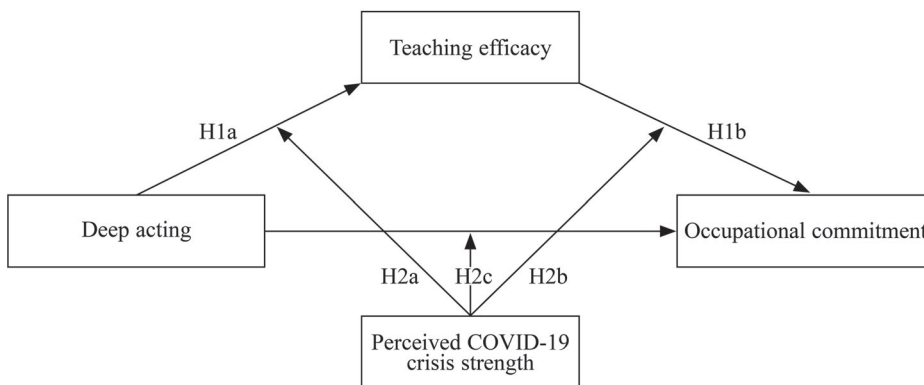 Teaching efficacy
H1a
H1b
Deep acting
Occupational commitment
H2a
H2c
H2b
Perceived COVID-19
crisis strength